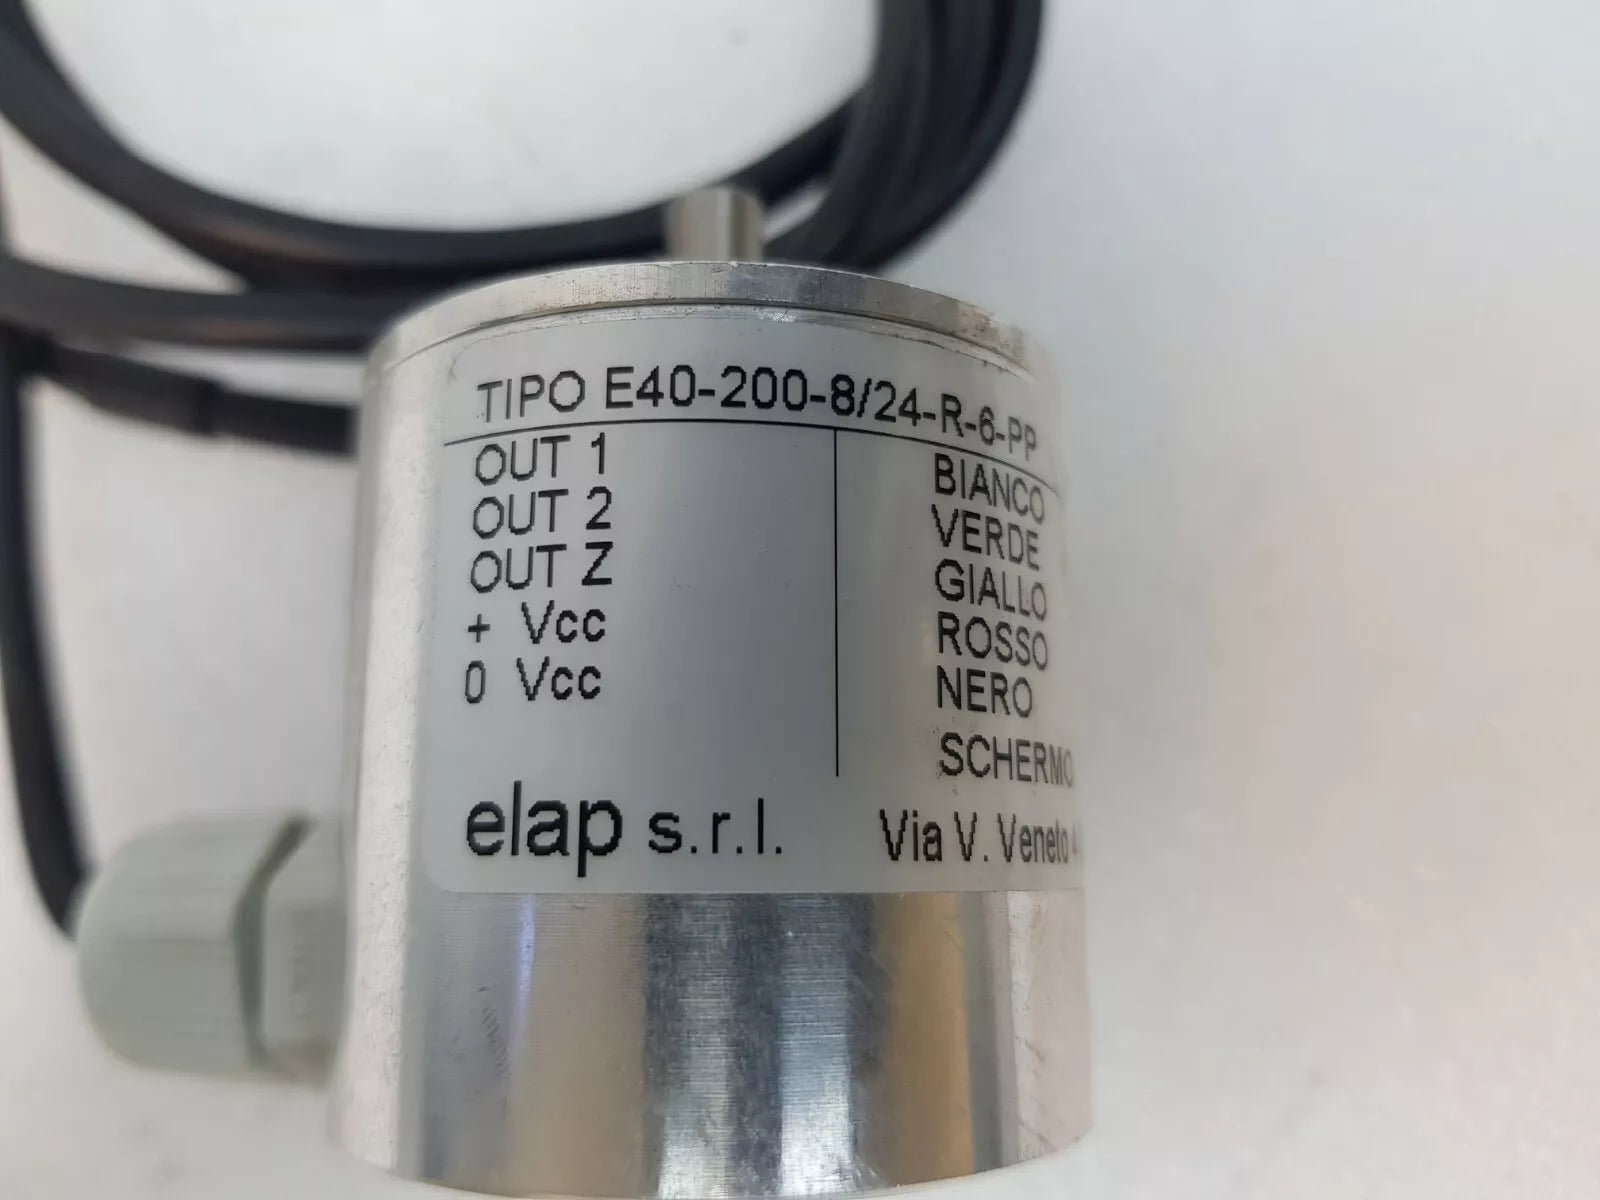 TIPO E40-200-8/24-R-6-PP
OUT 1 BIANCO
OUT 2 VERDE
OUT Z GIALLO
+ Vcc ROSSO
0 Vcc NERO
SCHERMO
elap s.r.l. Via V. Veneto